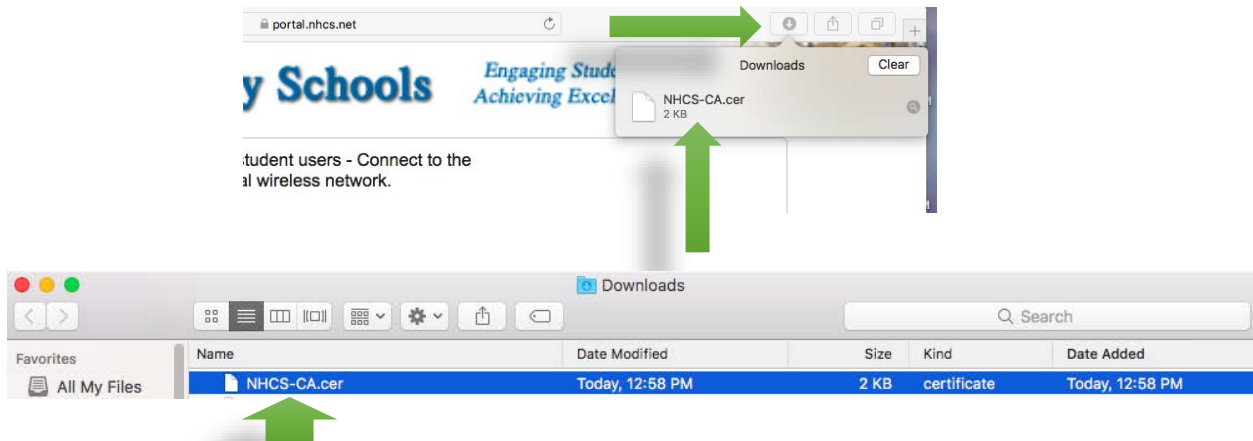 portal.nhcs.net
y Schools
Engaging Stude
Achieving Excel
Downloads
Clear
NHCS-CA.cer
2 KB
student users - Connect to the
al wireless network.
Downloads
Search
Favorites
Name
Date Modified
Size
Kind
Date Added
All My Files
NHCS-CA.cer
Today, 12:58 PM
2 KB
certificate
Today, 12:58 PM